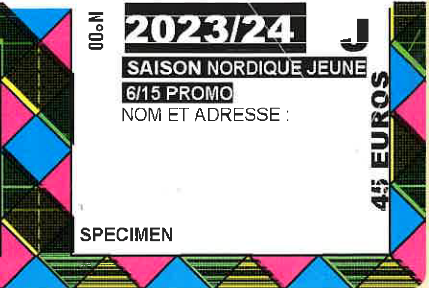 N°00
2023/24
J
SAISON NORDIQUE JEUNE
6/15 PROMO
NOM ET ADRESSE :
45 EUROS
SPECIMEN